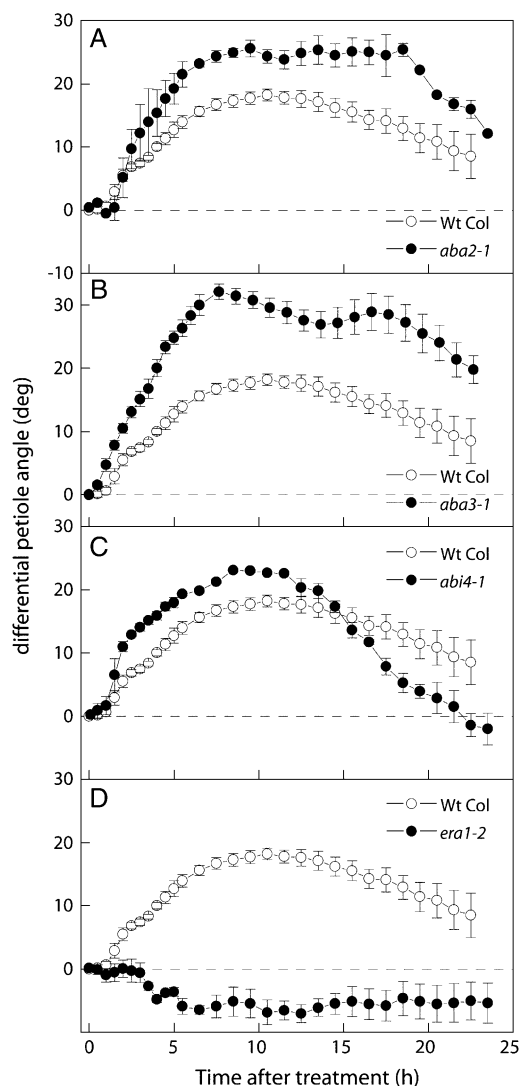 differential petiole angle (deg)
A
30
20
10
0
-10
Wt Col
aba2-1
B
30
20
10
0
Wt Col
aba3-1
C
30
20
10
0
Wt Col
abi4-1
D
30
20
10
0
Wt Col
era1-2
0 5 10 15 20 25
Time after treatment (h)